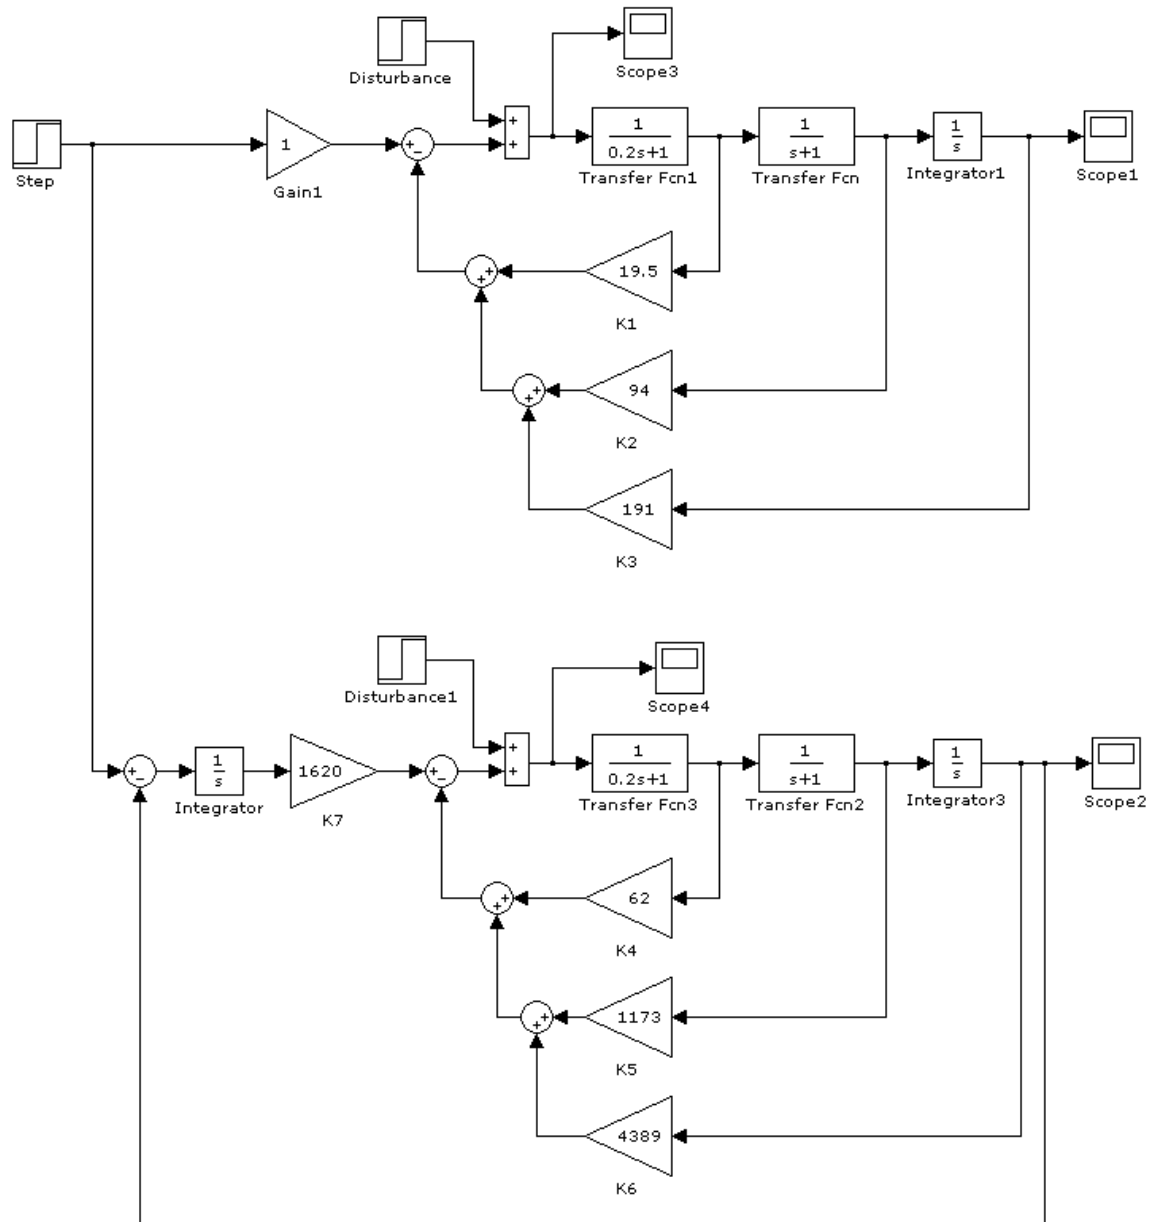 Disturbance
Scope3
Step
1
Gain1
+
-
+
+
1
0.2s+1
Transfer Fcn1
1
s+1
Transfer Fcn
1
s
Integrator1
Scope1
+
+
19.5
K1
+
+
94
K2
191
K3
Disturbance1
Scope4
+
-
1
s
Integrator
1620
K7
+
-
+
+
1
0.2s+1
Transfer Fcn3
1
s+1
Transfer Fcn2
1
s
Integrator3
Scope2
+
+
62
K4
+
+
1173
K5
4389
K6